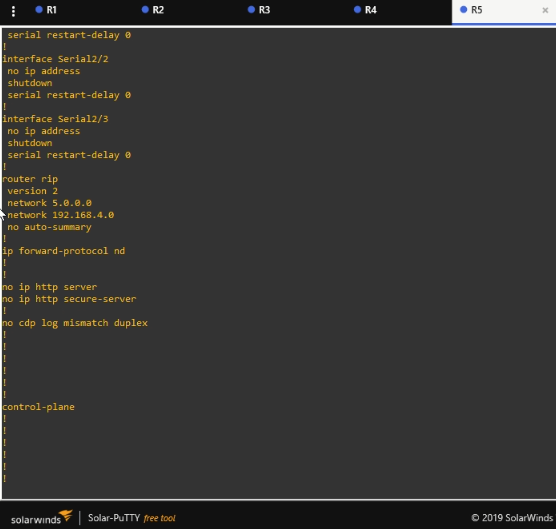 R1 R2 R3 R4 R5 ×
 serial restart-delay 0
!
interface Serial2/2
 no ip address
 shutdown
 serial restart-delay 0
!
interface Serial2/3
 no ip address
 shutdown
 serial restart-delay 0
!
router rip
 version 2
 network 5.0.0.0
 network 192.168.4.0
 no auto-summary
!
ip forward-protocol nd
!
!
no ip http server
no ip http secure-server
!
no cdp log mismatch duplex
!
!
!
!
!
!
control-plane
!
!
!
!
!
!
solarwinds | Solar-PuTTY free tool © 2019 SolarWinds